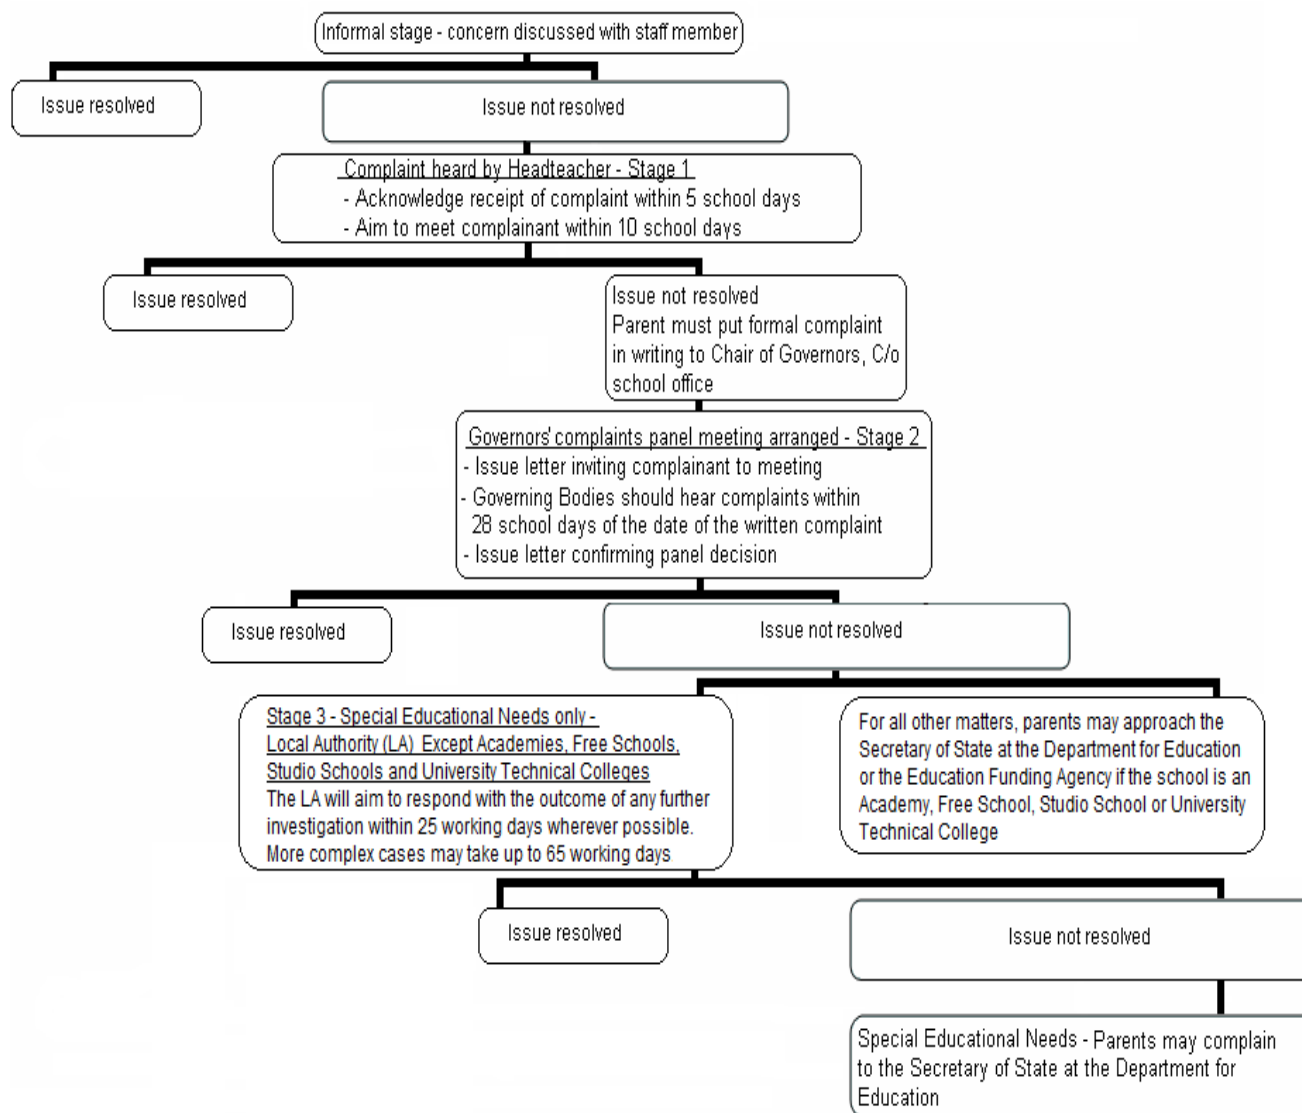 Informal stage - concern discussed with staff member
Issue resolved
Issue not resolved
Complaint heard by Headteacher - Stage 1
- Acknowledge receipt of complaint within 5 school days
- Aim to meet complainant within 10 school days
Issue resolved
Issue not resolved
Parent must put formal complaint
in writing to Chair of Governors, C/o
school office
Governors' complaints panel meeting arranged - Stage 2
- Issue letter inviting complainant to meeting
- Governing Bodies should hear complaints within
28 school days of the date of the written complaint
- Issue letter confirming panel decision
Issue resolved
Issue not resolved
Stage 3 - Special Educational Needs only -
Local Authority (LA) Except Academies, Free Schools,
Studio Schools and University Technical Colleges
The LA will aim to respond with the outcome of any further
investigation within 25 working days wherever possible.
More complex cases may take up to 65 working days
For all other matters, parents may approach the
Secretary of State at the Department for Education
or the Education Funding Agency if the school is an
Academy, Free School, Studio School or University
Technical College
Issue resolved
Issue not resolved
Special Educational Needs - Parents may complain
to the Secretary of State at the Department for
Education